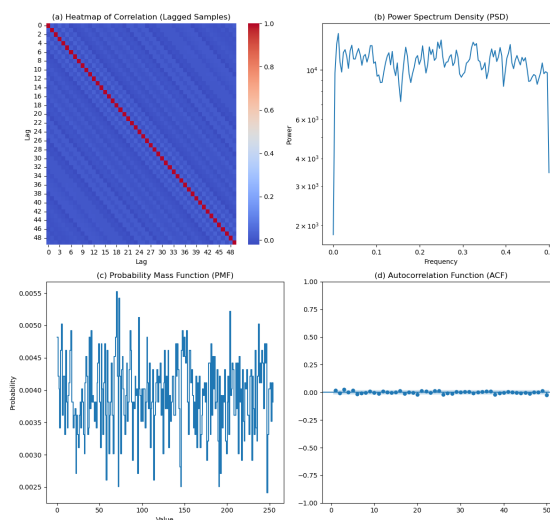 (a) Heatmap of Correlation (Lagged Samples)
0
2
4
6
8
10
12
14
16
18
20
22
24
26
28
30
32
34
36
38
40
42
44
46
48
Lag
0 3 6 9 12 15 18 21 24 27 30 33 36 39 42 45 48
Lag
1.0
0.8
0.6
0.4
0.2
0.0
(b) Power Spectrum Density (PSD)
10⁴
6 × 10³
4 × 10³
3 × 10³
2 × 10³
Power
0.0 0.1 0.2 0.3 0.4
Frequency
(c) Probability Mass Function (PMF)
0.0055
0.0050
0.0045
0.0040
0.0035
0.0030
0.0025
Probability
0 50 100 150 200 250
Value
(d) Autocorrelation Function (ACF)
1.00
0.75
0.50
0.25
0.00
−0.25
−0.50
−0.75
−1.00
0 10 20 30 40 50